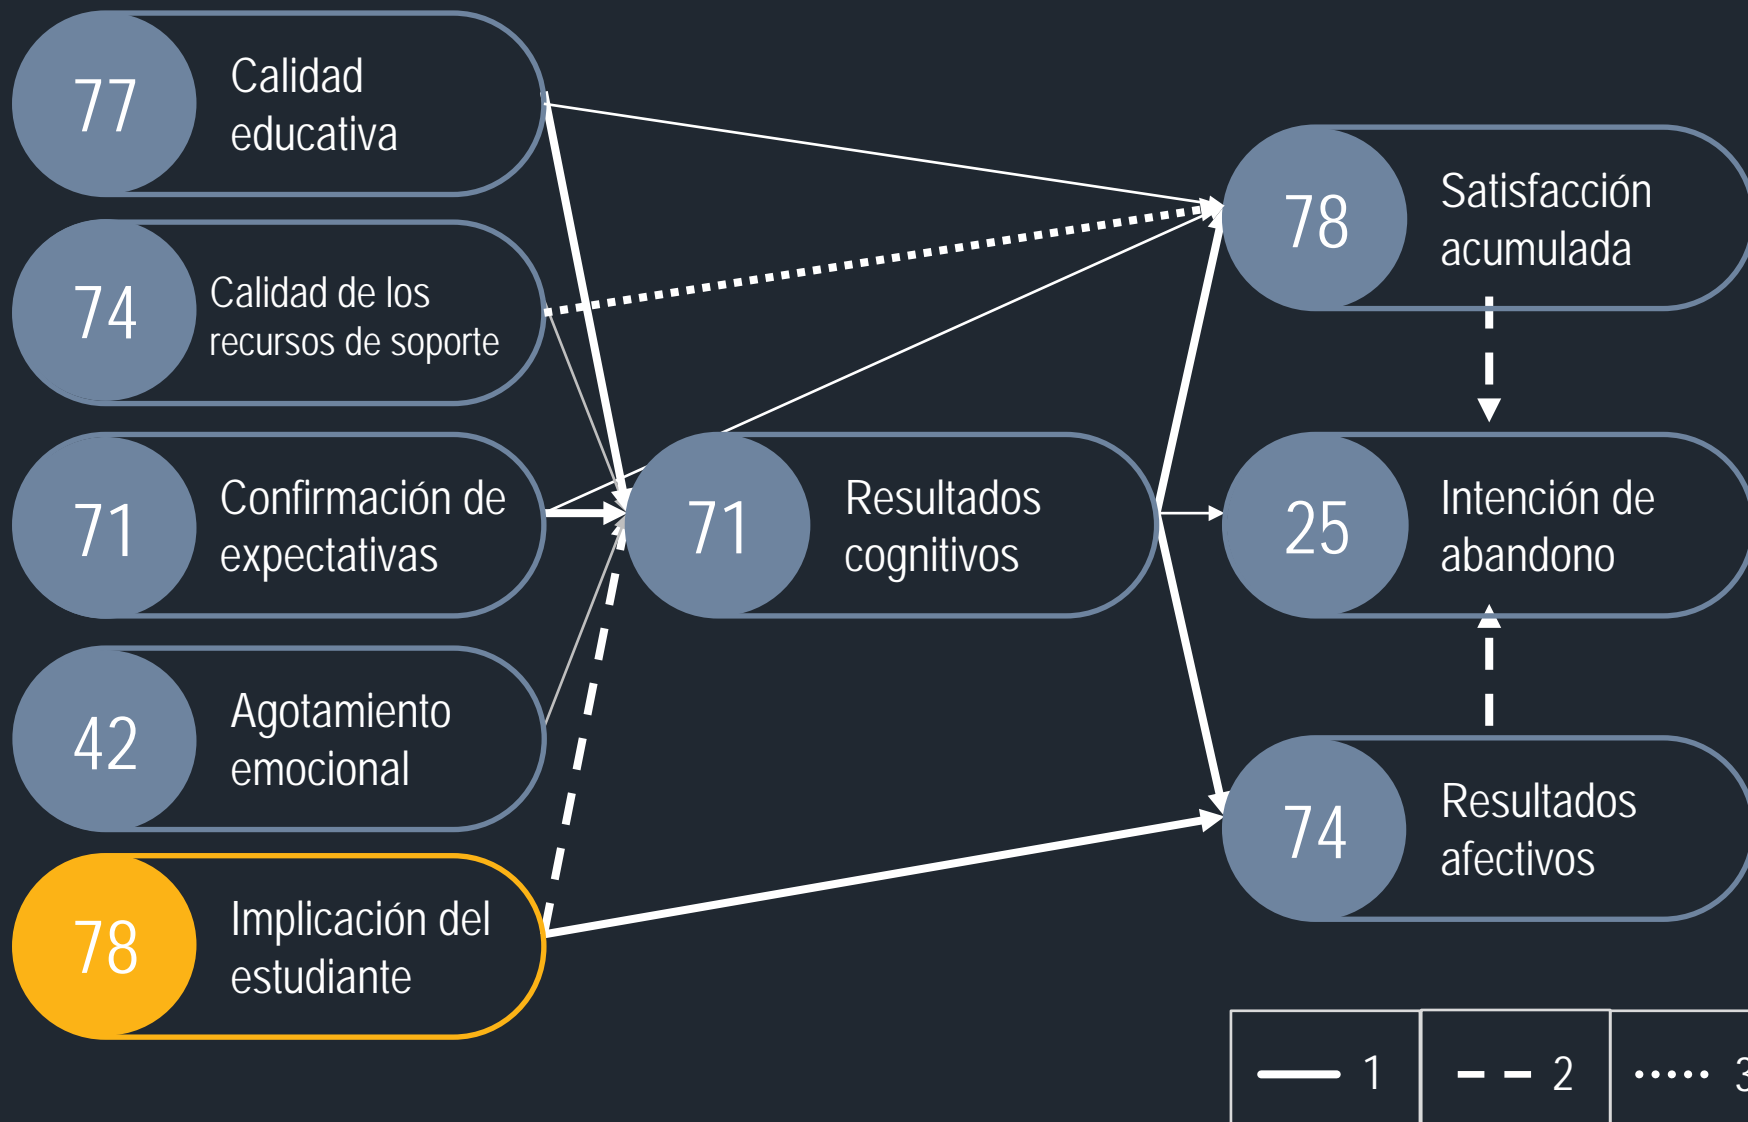 77
Calidad
educativa
74
Calidad de los
recursos de soporte
71
Confirmación de
expectativas
42
Agotamiento
emocional
78
Implicación del
estudiante
71
Resultados
cognitivos
78
Satisfacción
acumulada
25
Intención de
abandono
74
Resultados
afectivos
1
2
3